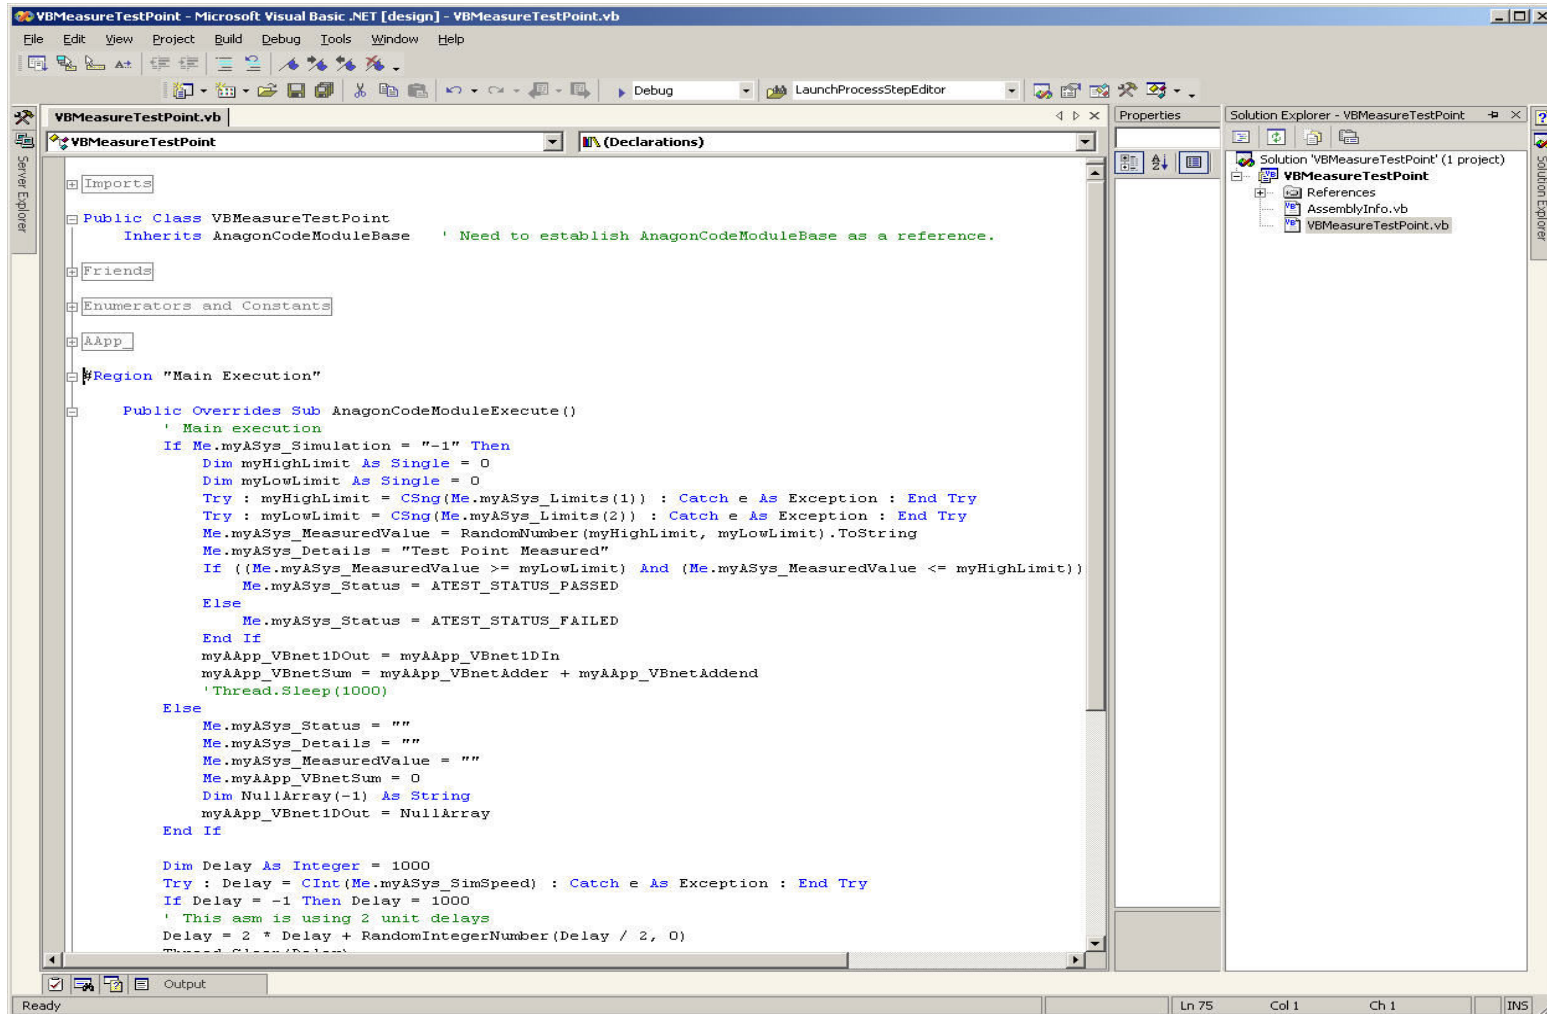 VBMeasureTestPoint - Microsoft Visual Basic .NET [design] - VBMeasureTestPoint.vb
File Edit View Project Build Debug Tools Window Help
Debug LaunchProcessStepEditor
VBMeasureTestPoint.vb
VBMeasureTestPoint (Declarations)
Imports
Public Class VBMeasureTestPoint
Inherits AnagonCodeModuleBase ' Need to establish AnagonCodeModuleBase as a reference.
Friends
Enumerators and Constants
AApp_
#Region "Main Execution"
Public Overrides Sub AnagonCodeModuleExecute()
' Main execution
If Me.myASys_Simulation = "-1" Then
Dim myHighLimit As Single = 0
Dim myLowLimit As Single = 0
Try : myHighLimit = CSng(Me.myASys_Limits(1)) : Catch e As Exception : End Try
Try : myLowLimit = CSng(Me.myASys_Limits(2)) : Catch e As Exception : End Try
Me.myASys_MeasuredValue = RandomNumber(myHighLimit, myLowLimit).ToString
Me.myASys_Details = "Test Point Measured"
If ((Me.myASys_MeasuredValue >= myLowLimit) And (Me.myASys_MeasuredValue <= myHighLimit))
Me.myASys_Status = ATEST_STATUS_PASSED
Else
Me.myASys_Status = ATEST_STATUS_FAILED
End If
myAApp_VBnet1DOut = myAApp_VBnet1DIn
myAApp_VBnetSum = myAApp_VBnetAdder + myAApp_VBnetAddend
'Thread.Sleep(1000)
Else
Me.myASys_Status = ""
Me.myASys_Details = ""
Me.myASys_MeasuredValue = ""
Me.myAApp_VBnetSum = 0
Dim NullArray(-1) As String
myAApp_VBnet1DOut = NullArray
End If
Dim Delay As Integer = 1000
Try : Delay = CInt(Me.myASys_SimSpeed) : Catch e As Exception : End Try
If Delay = -1 Then Delay = 1000
' This asm is using 2 unit delays
Delay = 2 * Delay + RandomIntegerNumber(Delay / 2, 0)
Thread.Sleep(Delay)
Server Explorer
Properties
Solution Explorer - VBMeasureTestPoint
Solution 'VBMeasureTestPoint' (1 project)
VBMeasureTestPoint
References
AssemblyInfo.vb
VBMeasureTestPoint.vb
Solution Explorer
Output
Ready Ln 75 Col 1 Ch 1 INS